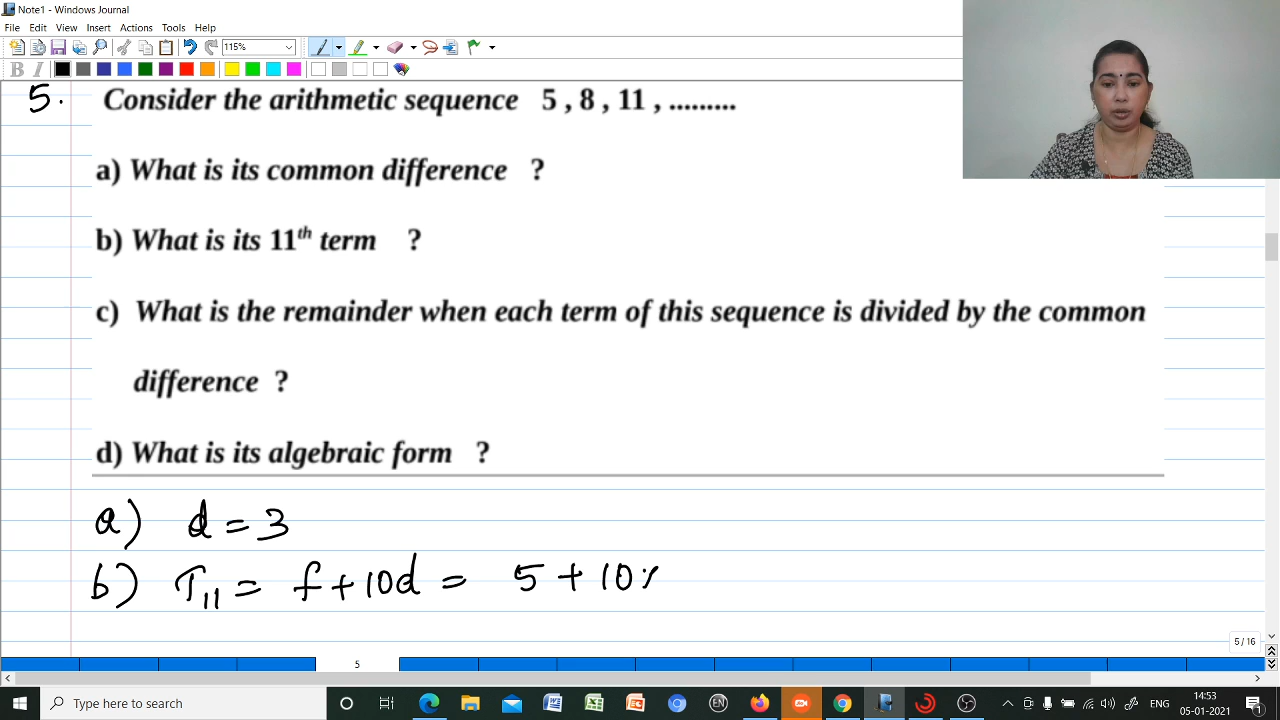 Note1 - Windows Journal
File Edit View Insert Actions Tools Help
115%
B I
5. Consider the arithmetic sequence 5 , 8 , 11 , .........
a) What is its common difference ?
b) What is its 11th term ?
c) What is the remainder when each term of this sequence is divided by the common
difference ?
d) What is its algebraic form ?
a) d = 3
b) T11 = f + 10d = 5 + 10 ×
5 / 16
5
Type here to search
ENG
14:53
05-01-2021